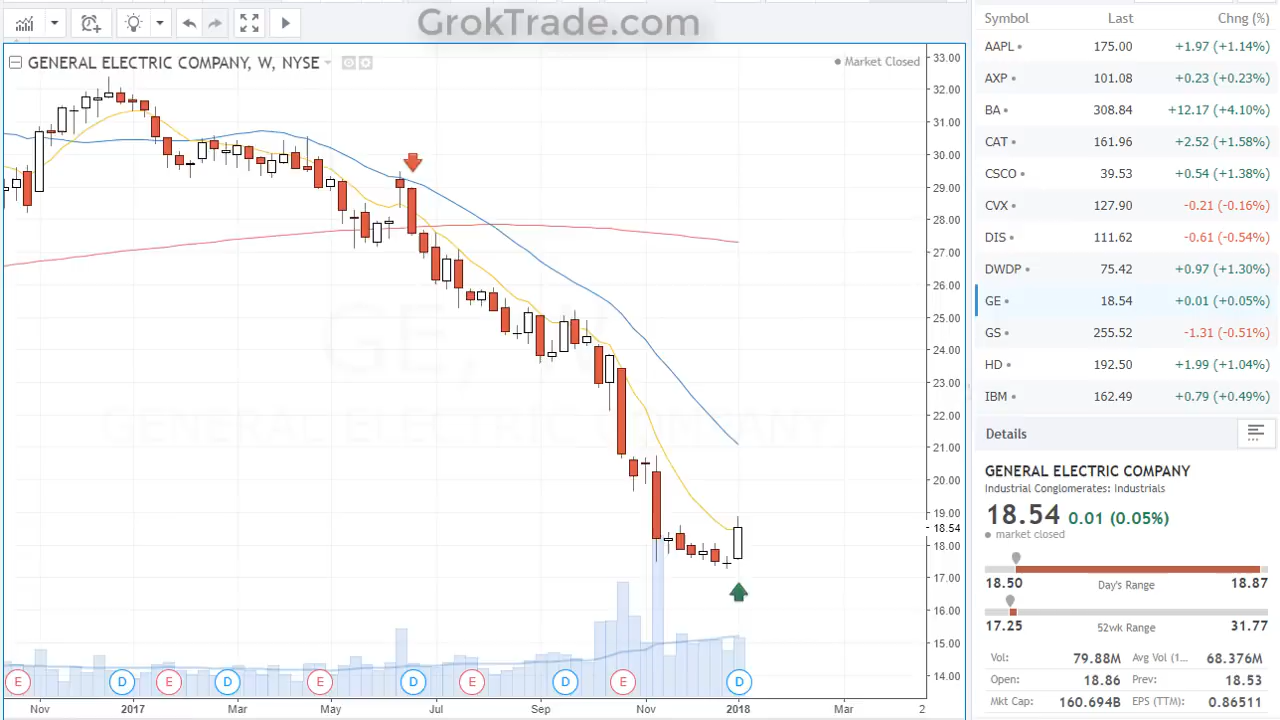 GrokTrade.com
GENERAL ELECTRIC COMPANY, W, NYSE
Market Closed
33.00
32.00
31.00
30.00
29.00
28.00
27.00
26.00
25.00
24.00
23.00
22.00
21.00
20.00
19.00
18.54
18.00
17.00
16.00
15.00
14.00
GE, W
GENERAL ELECTRIC COMPANY
E D E D E D E D E D
Nov 2017 Mar May Jul Sep Nov 2018 Mar 2
Symbol Last Chng (%)
AAPL 175.00 +1.97 (+1.14%)
AXP 101.08 +0.23 (+0.23%)
BA 308.84 +12.17 (+4.10%)
CAT 161.96 +2.52 (+1.58%)
CSCO 39.53 +0.54 (+1.38%)
CVX 127.90 -0.21 (-0.16%)
DIS 111.62 -0.61 (-0.54%)
DWDP 75.42 +0.97 (+1.30%)
GE 18.54 +0.01 (+0.05%)
GS 255.52 -1.31 (-0.51%)
HD 192.50 +1.99 (+1.04%)
IBM 162.49 +0.79 (+0.49%)
Details
GENERAL ELECTRIC COMPANY
Industrial Conglomerates: Industrials
18.54 0.01 (0.05%)
market closed
18.50 Day's Range 18.87
17.25 52wk Range 31.77
Vol: 79.88M Avg Vol (1... 68.376M
Open: 18.86 Prev: 18.53
Mkt Cap: 160.694B EPS (TTM): 0.86511